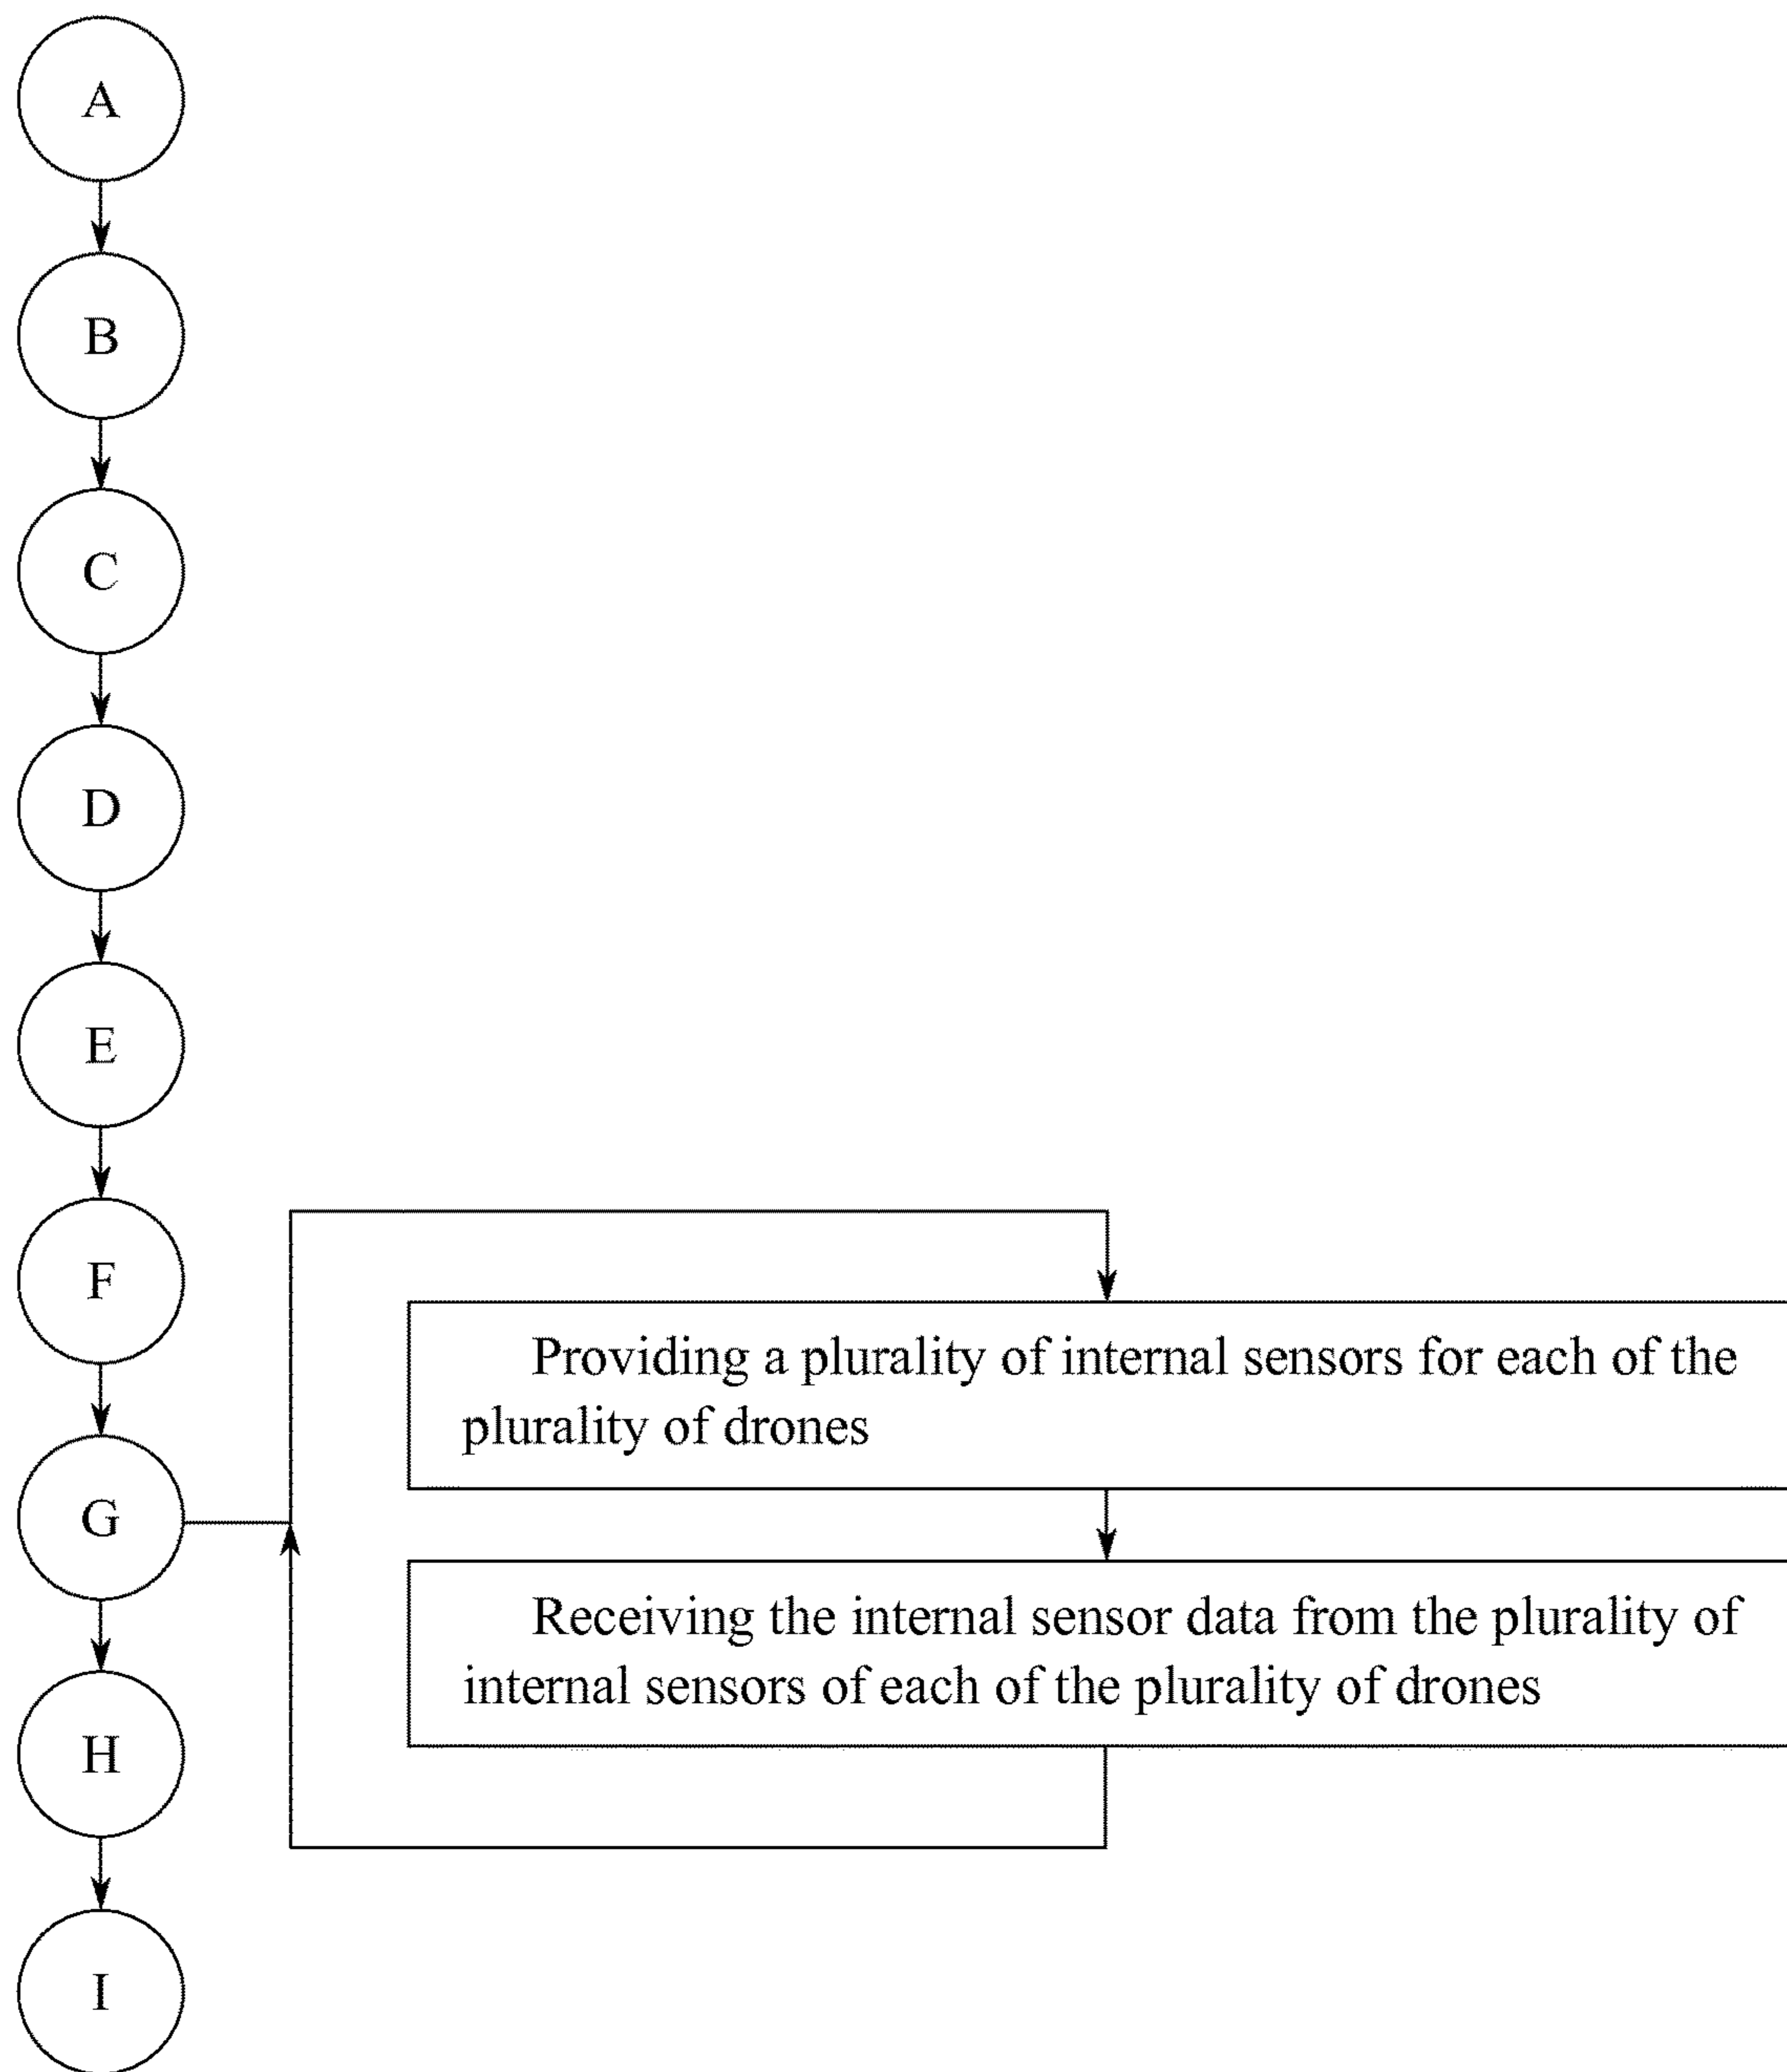 A
B
C
D
E
F
Providing a plurality of internal sensors for each of the
plurality of drones
G
Receiving the internal sensor data from the plurality of
internal sensors of each of the plurality of drones
H
I